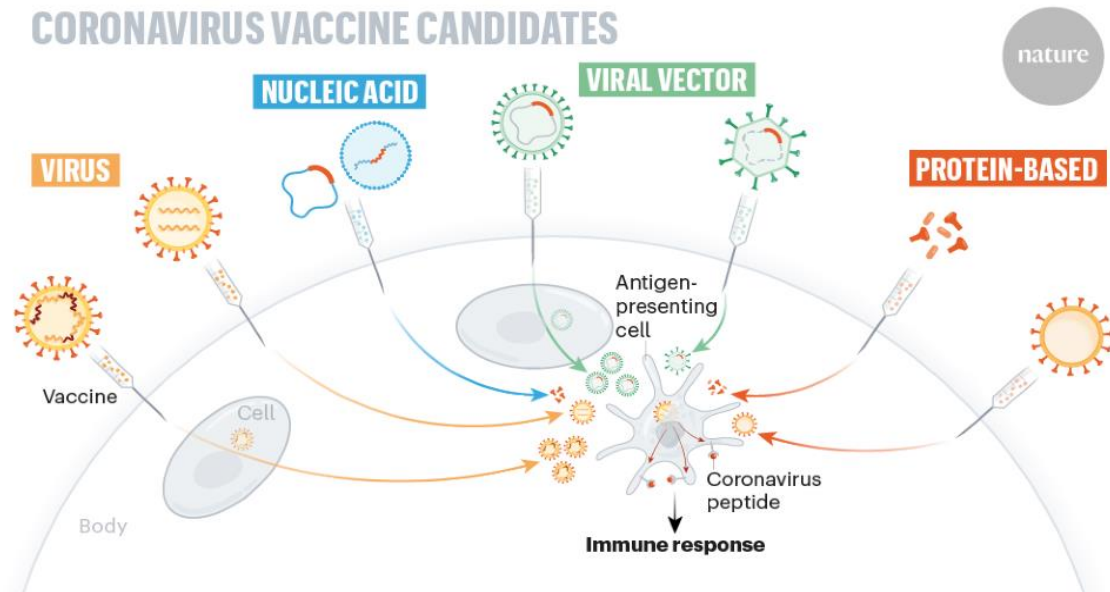 CORONAVIRUS VACCINE CANDIDATES
nature
NUCLEIC ACID
VIRAL VECTOR
VIRUS
PROTEIN-BASED
Antigen-
presenting
cell
Vaccine
Cell
Coronavirus
peptide
Body
Immune response